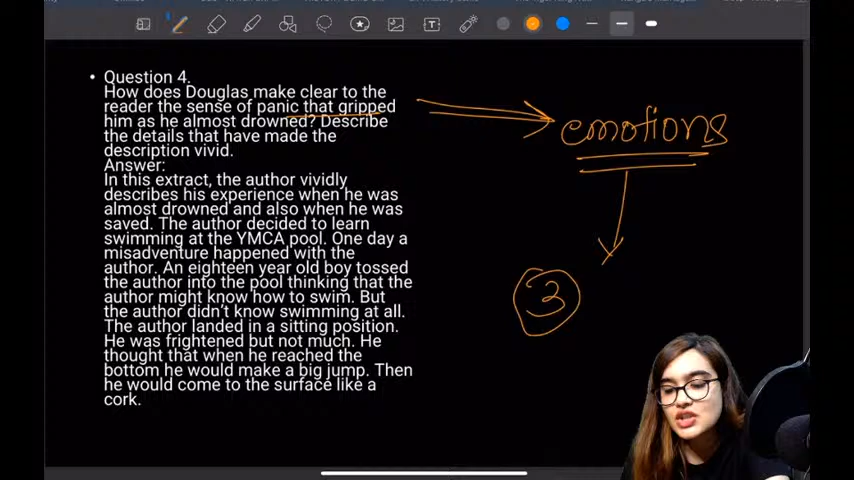 • Question 4.
How does Douglas make clear to the
reader the sense of panic that gripped
him as he almost drowned? Describe
the details that have made the
description vivid.
Answer:
In this extract, the author vividly
describes his experience when he was
almost drowned and also when he was
saved. The author decided to learn
swimming at the YMCA pool. One day a
misadventure happened with the
author. An eighteen year old boy tossed
the author into the pool thinking that the
author might know how to swim. But
the author didn't know swimming at all.
The author landed in a sitting position.
He was frightened but not much. He
thought that when he reached the
bottom he would make a big jump. Then
he would come to the surface like a
cork.
emotions
3